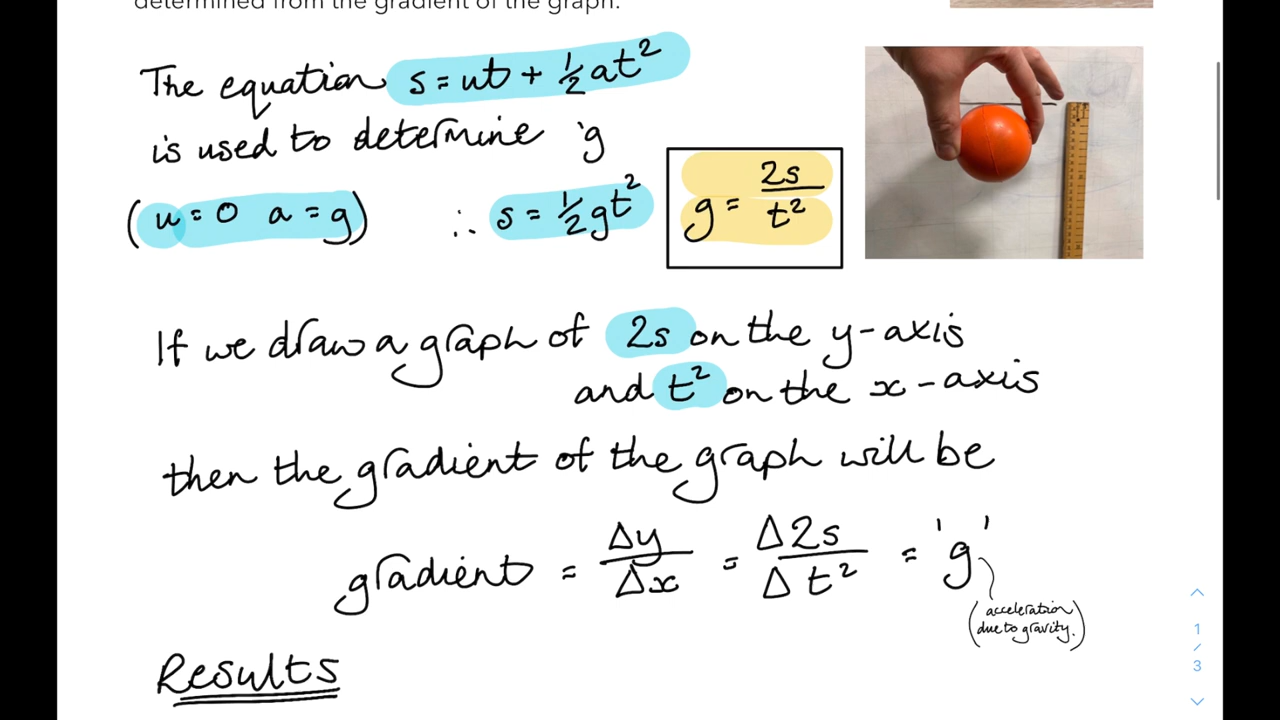 determined from the gradient of the graph.
The equation s = ut + ½at²
is used to determine 'g
(u = 0 a = g) ∴ s = ½gt²
g = 2s/t²
If we draw a graph of 2s on the y-axis
and t² on the x-axis
then the gradient of the graph will be
gradient = Δy/Δx = Δ2s/Δt² = 'g'
(acceleration
due to gravity.)
Results
1
/
3